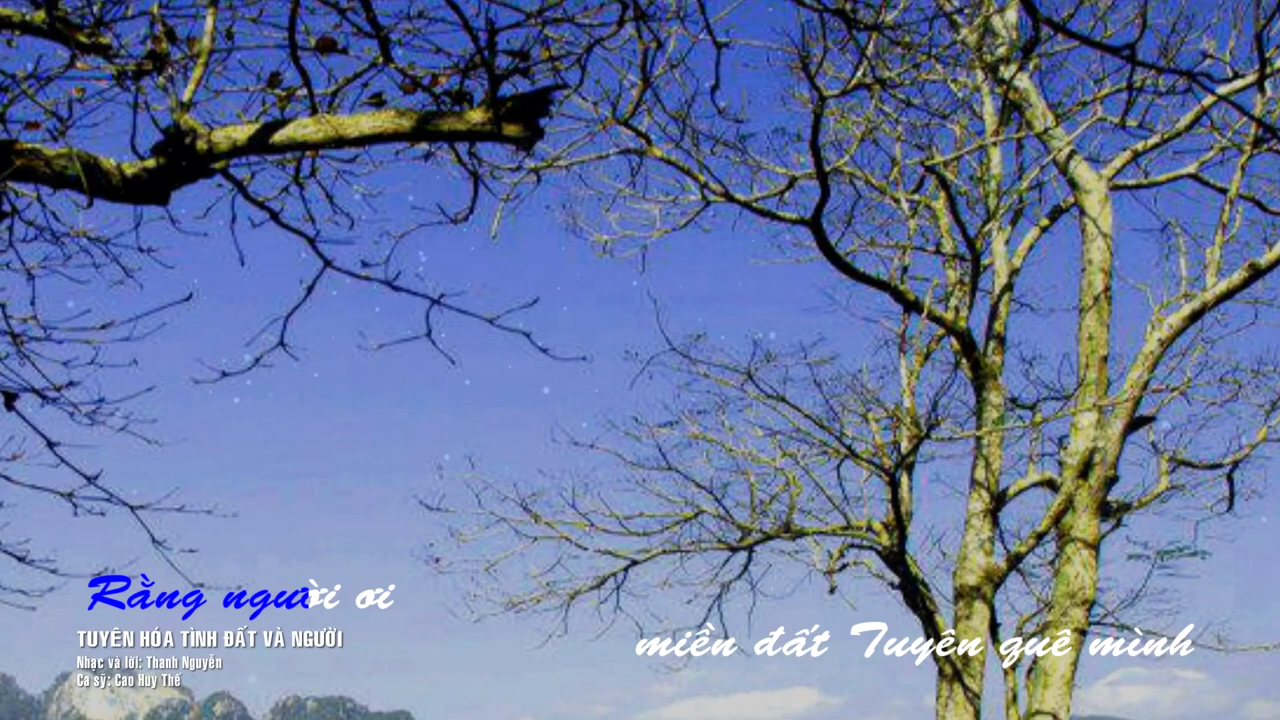 Rằng người ơi
miền đất Tuyên quê mình
TUYÊN HÓA TÌNH ĐẤT VÀ NGƯỜI
Nhạc và lời: Thanh Nguyễn
Ca sỹ: Cao Huy Thế